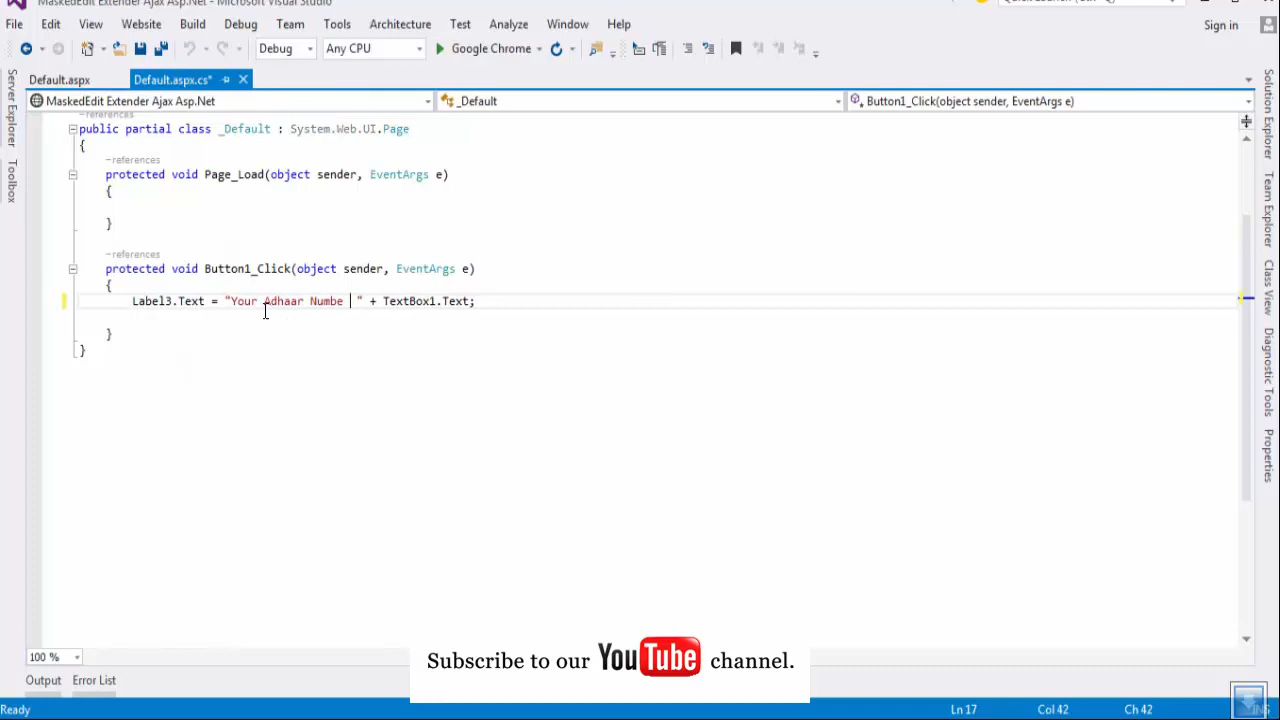 MaskedEdit Extender Ajax Asp.Net - Microsoft Visual Studio
Quick Launch (Ctrl+Q)
File Edit View Website Build Debug Team Tools Architecture Test Analyze Window Help
Sign in
Debug Any CPU Google Chrome
Default.aspx Default.aspx.cs*
MaskedEdit Extender Ajax Asp.Net _Default Button1_Click(object sender, EventArgs e)
references
public partial class _Default : System.Web.UI.Page
{
references
protected void Page_Load(object sender, EventArgs e)
{
}
references
protected void Button1_Click(object sender, EventArgs e)
{
Label3.Text = "Your Adhaar Numbe " + TextBox1.Text;
}
}
Server Explorer
Toolbox
Solution Explorer
Team Explorer
Class View
Diagnostic Tools
Properties
100 %
Subscribe to our YouTube channel.
Output Error List
Ready Ln 17 Col 42 Ch 42 INS